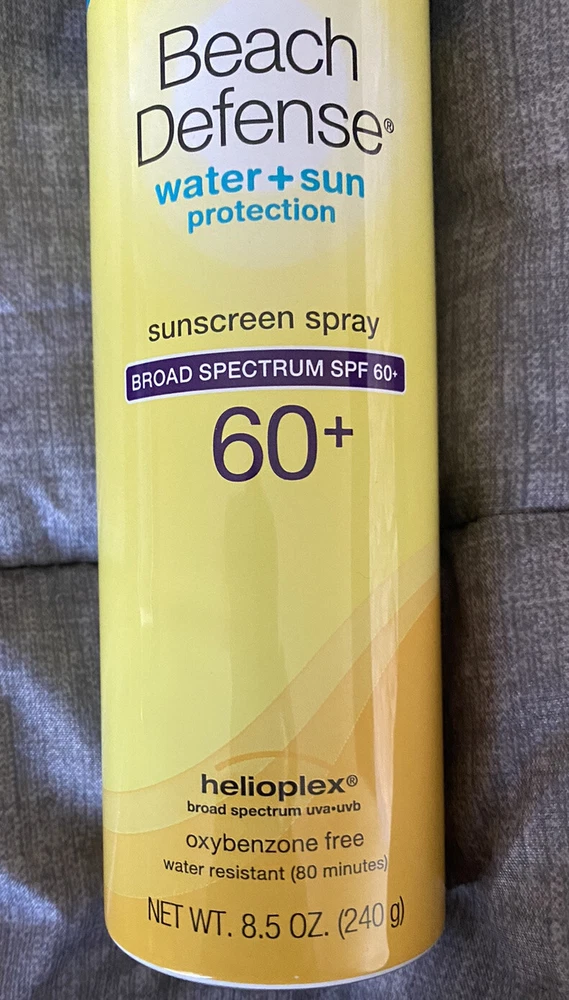 Beach
Defense®
water+sun
protection
sunscreen spray
BROAD SPECTRUM SPF 60+
60+
helioplex®
broad spectrum uva•uvb
oxybenzone free
water resistant (80 minutes)
NET WT. 8.5 OZ. (240 g)